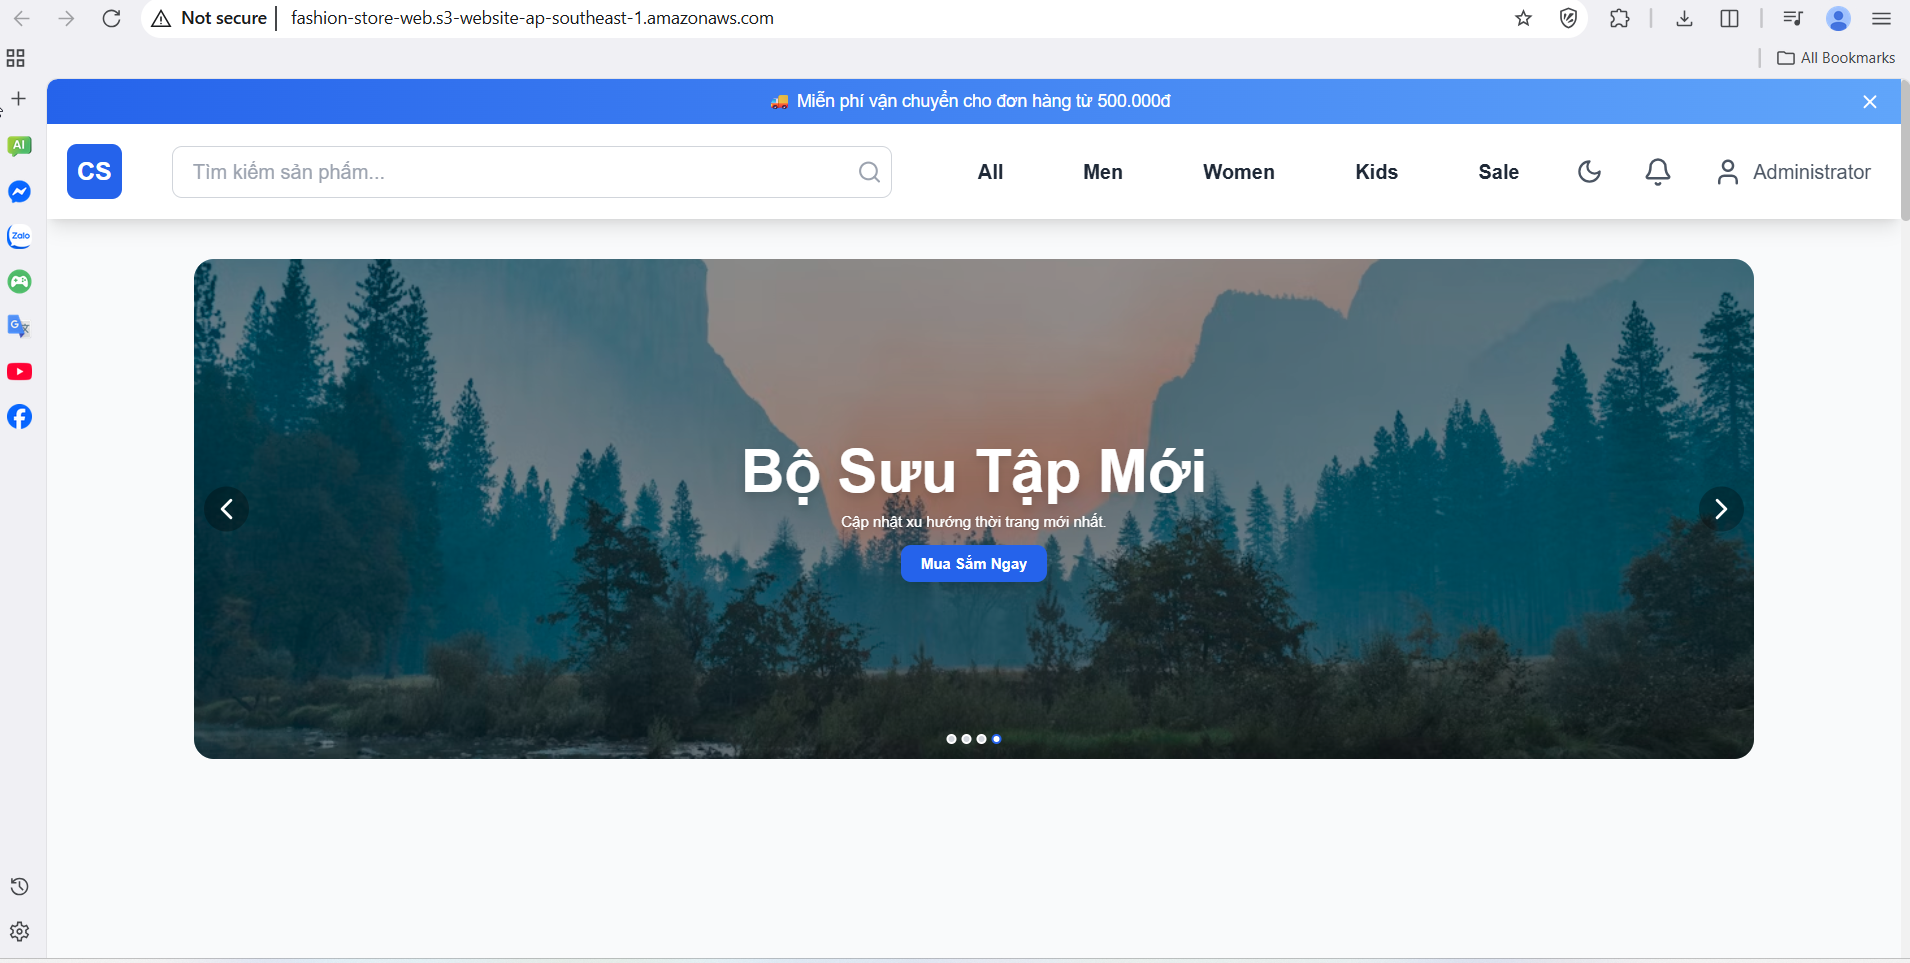 Not secure
fashion-store-web.s3-website-ap-southeast-1.amazonaws.com
All Bookmarks
🚚 Miễn phí vận chuyển cho đơn hàng từ 500.000đ
AI
CS
Tìm kiếm sản phẩm...
All
Men
Women
Kids
Sale
Administrator
Zalo
G
Bộ Sưu Tập Mới
Cập nhật xu hướng thời trang mới nhất.
Mua Sắm Ngay